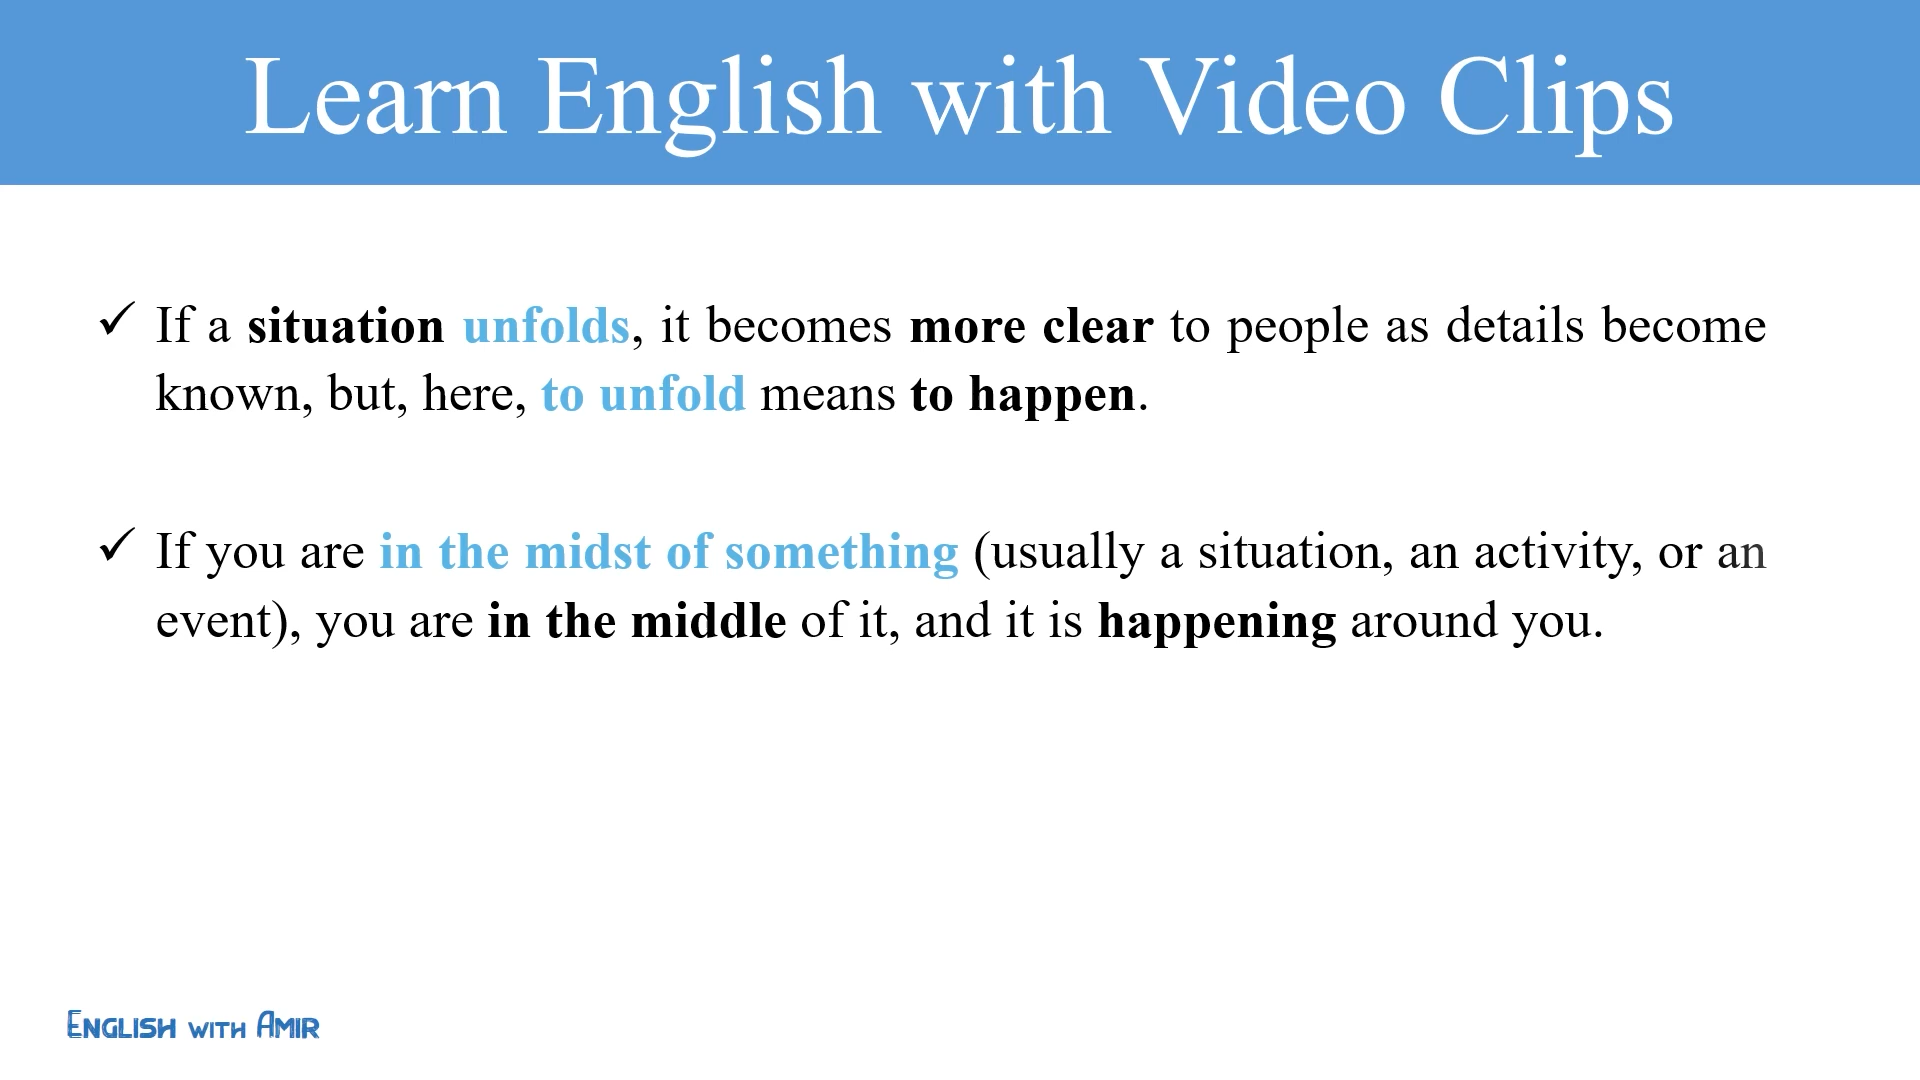 Learn English with Video Clips
✓ If a situation unfolds, it becomes more clear to people as details become
known, but, here, to unfold means to happen.
✓ If you are in the midst of something (usually a situation, an activity, or an
event), you are in the middle of it, and it is happening around you.
English with Amir